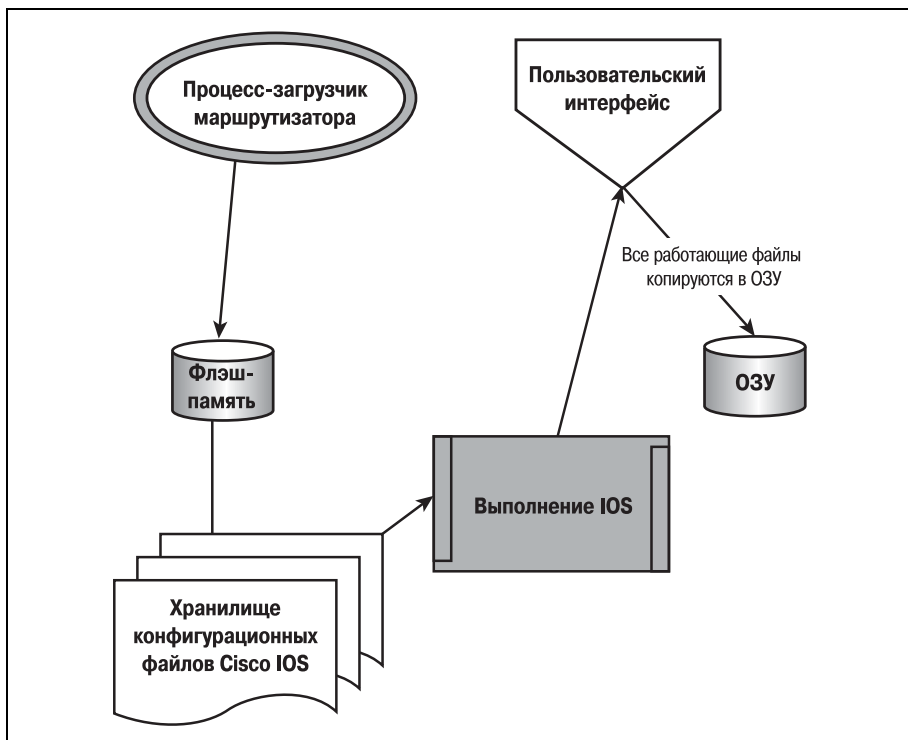 Процесс-загрузчик
маршрутизатора
Пользовательский
интерфейс
Все работающие файлы
копируются в ОЗУ
Флэш-
память
ОЗУ
Выполнение IOS
Хранилище
конфигурационных
файлов Cisco IOS